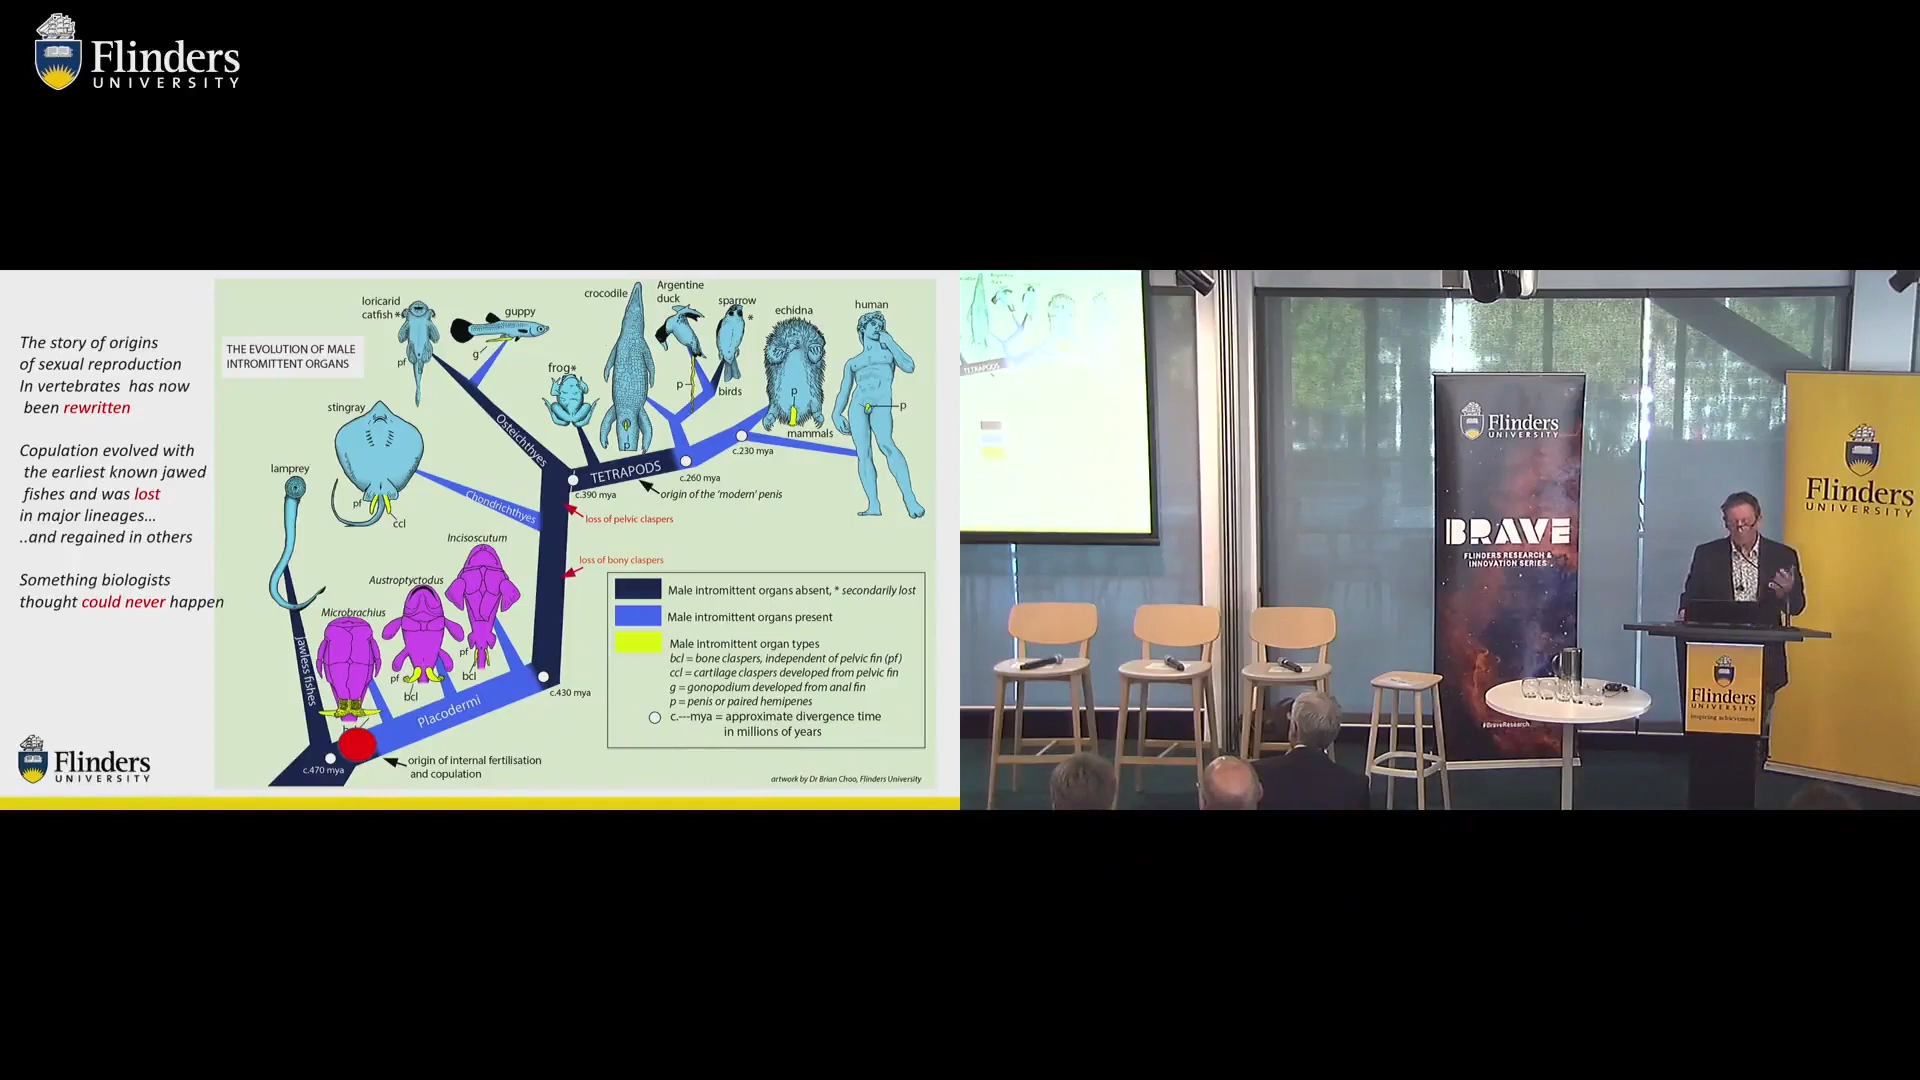 Flinders
UNIVERSITY
The story of origins
of sexual reproduction
In vertebrates has now
been rewritten
Copulation evolved with
the earliest known jawed
fishes and was lost
in major lineages...
..and regained in others
Something biologists
thought could never happen
Flinders
UNIVERSITY
THE EVOLUTION OF MALE
INTROMITTENT ORGANS
loricarid
catfish *
pf
guppy
g
crocodile
p
Argentine
duck
p
sparrow
*
birds
echidna
p
mammals
human
p
frog*
stingray
pf
ccl
lamprey
Osteichthyes
TETRAPODS
c.390 mya
c.260 mya
c.230 mya
origin of the 'modern' penis
Chondrichthyes
loss of pelvic claspers
loss of bony claspers
Incisoscutum
pf
bcl
Austroptyctodus
pf
bcl
Microbrachius
Jawless fishes
Placodermi
c.430 mya
c.470 mya
origin of internal fertilisation
and copulation
Male intromittent organs absent, * secondarily lost
Male intromittent organs present
Male intromittent organ types
bcl = bone claspers, independent of pelvic fin (pf)
ccl = cartilage claspers developed from pelvic fin
g = gonopodium developed from anal fin
p = penis or paired hemipenes
c.---mya = approximate divergence time
in millions of years
artwork by Dr Brian Choo, Flinders University
TETRAPODS
Flinders
UNIVERSITY
BRAVE
FLINDERS RESEARCH &
INNOVATION SERIES
#BraveResearch
Flinders
UNIVERSITY
inspiring achievement
Flinders
UNIVERSITY